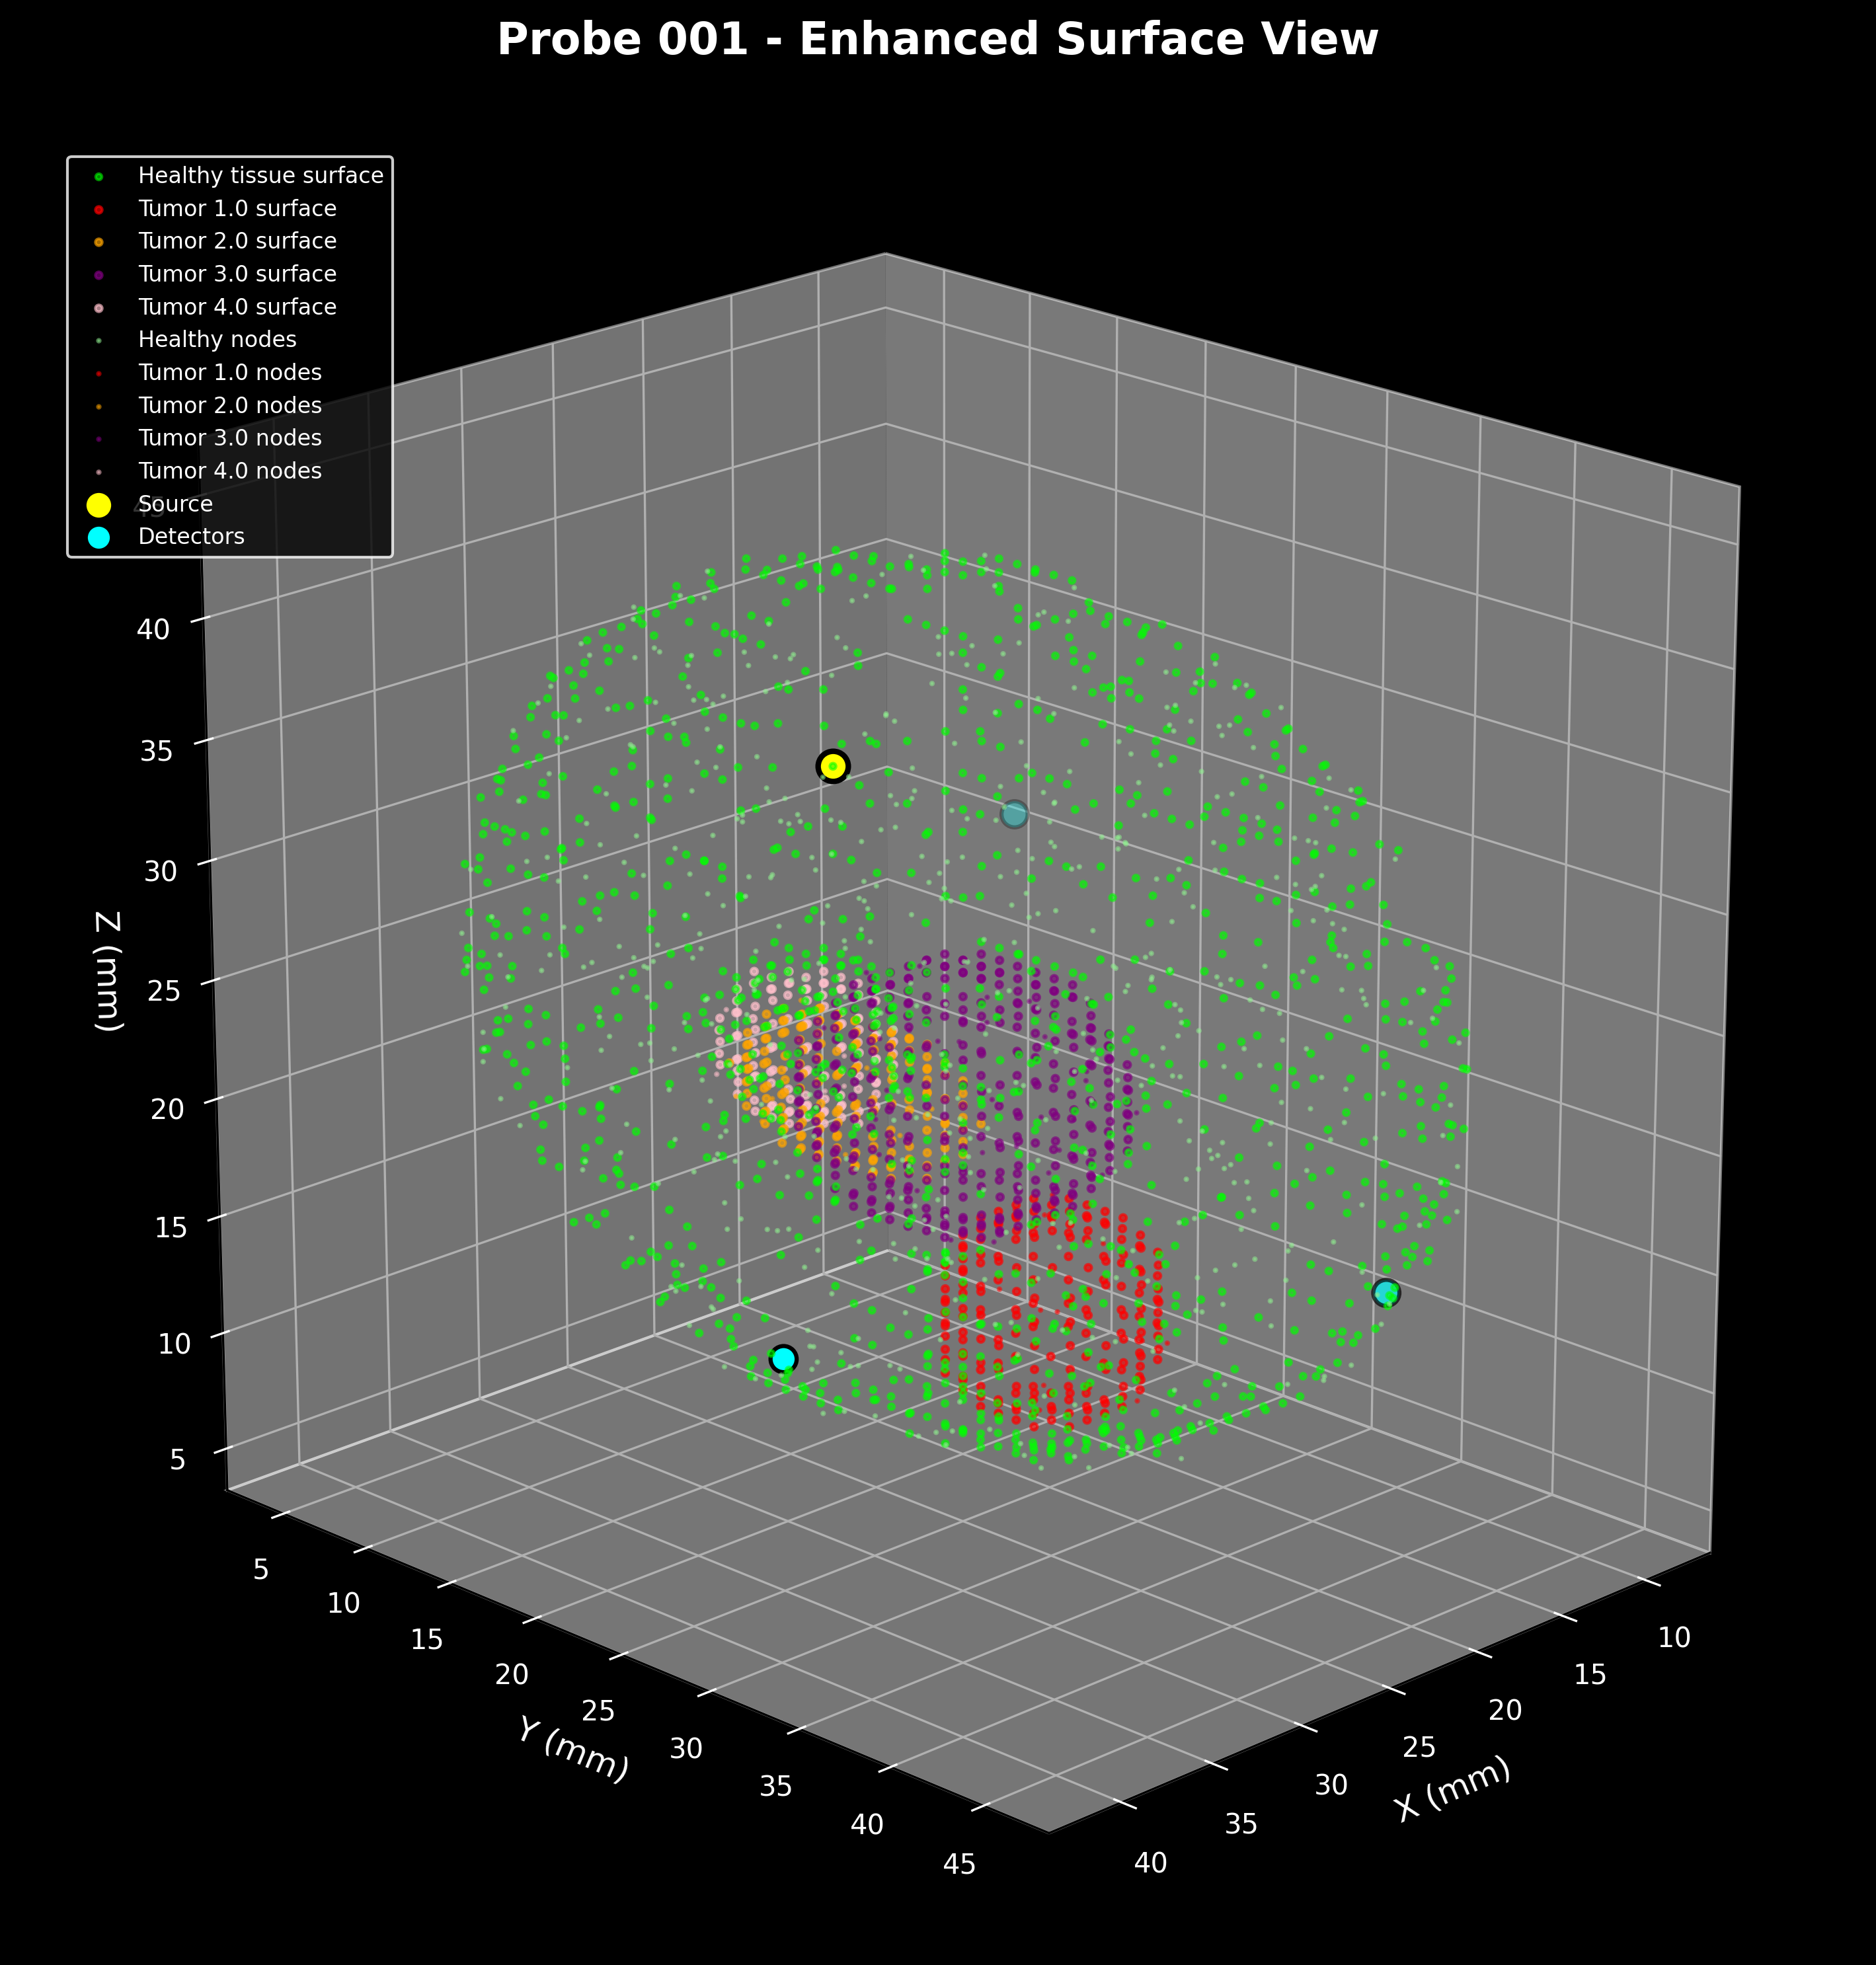 Probe 001 - Enhanced Surface View
Healthy tissue surface
Tumor 1.0 surface
Tumor 2.0 surface
Tumor 3.0 surface
Tumor 4.0 surface
Healthy nodes
Tumor 1.0 nodes
Tumor 2.0 nodes
Tumor 3.0 nodes
Tumor 4.0 nodes
Source
Detectors
45
40
35
30
25
20
15
10
5
Z (mm)
5
10
15
20
25
30
35
40
45
Y (mm)
10
15
20
25
30
35
40
X (mm)